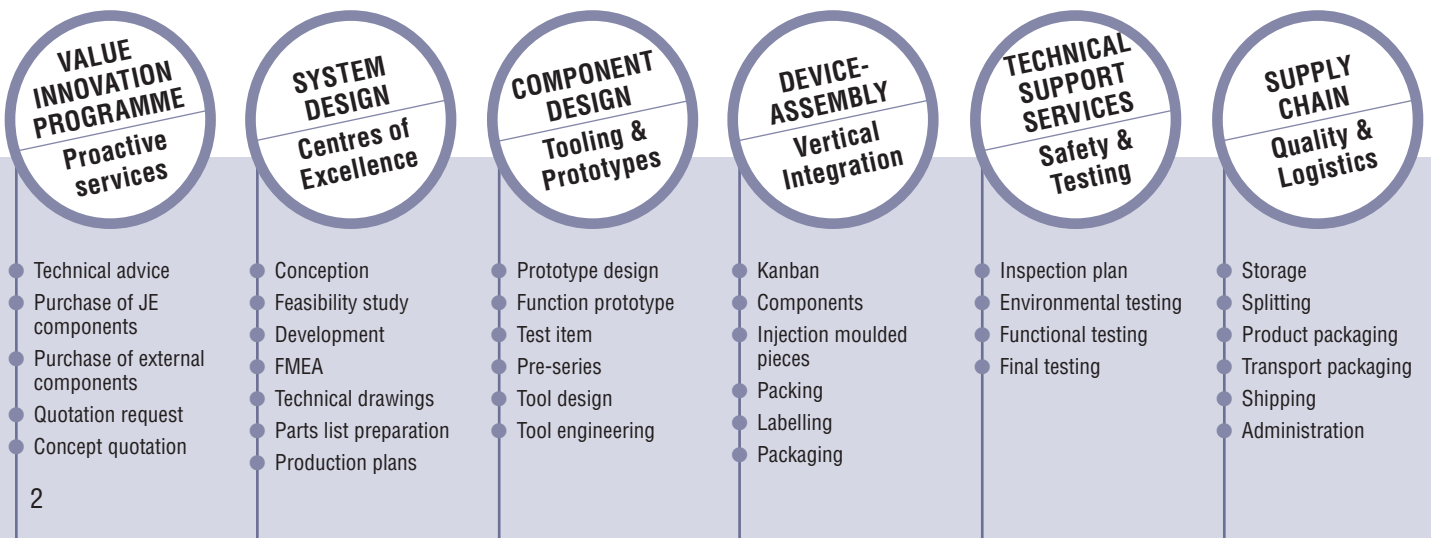 VALUE
INNOVATION
PROGRAMME
Proactive
services
Technical advice
Purchase of JE
components
Purchase of external
components
Quotation request
Concept quotation
SYSTEM
DESIGN
Centres of
Excellence
Conception
Feasibility study
Development
FMEA
Technical drawings
Parts list preparation
Production plans
COMPONENT
DESIGN
Tooling &
Prototypes
Prototype design
Function prototype
Test item
Pre-series
Tool design
Tool engineering
DEVICE-
ASSEMBLY
Vertical
Integration
Kanban
Components
Injection moulded
pieces
Packing
Labelling
Packaging
TECHNICAL
SUPPORT
SERVICES
Safety &
Testing
Inspection plan
Environmental testing
Functional testing
Final testing
SUPPLY
CHAIN
Quality &
Logistics
Storage
Splitting
Product packaging
Transport packaging
Shipping
Administration
2